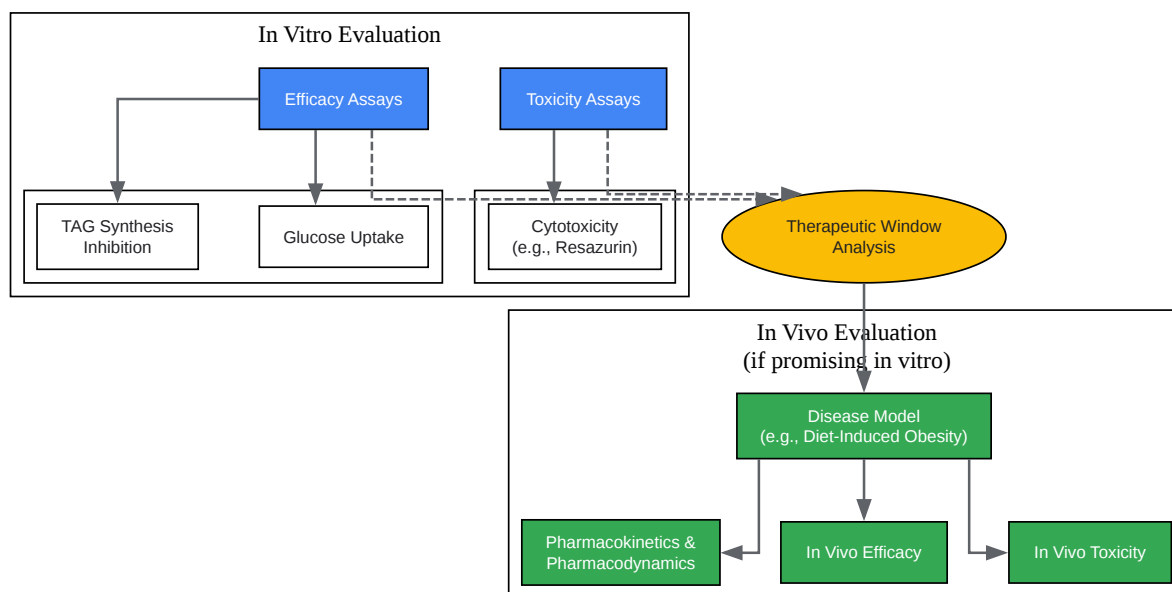 In Vitro Evaluation
Efficacy Assays
Toxicity Assays
TAG Synthesis
Inhibition
Glucose Uptake
Cytotoxicity
(e.g., Resazurin)
Therapeutic Window
Analysis
In Vivo Evaluation
(if promising in vitro)
Disease Model
(e.g., Diet-Induced Obesity)
Pharmacokinetics &
Pharmacodynamics
In Vivo Efficacy
In Vivo Toxicity